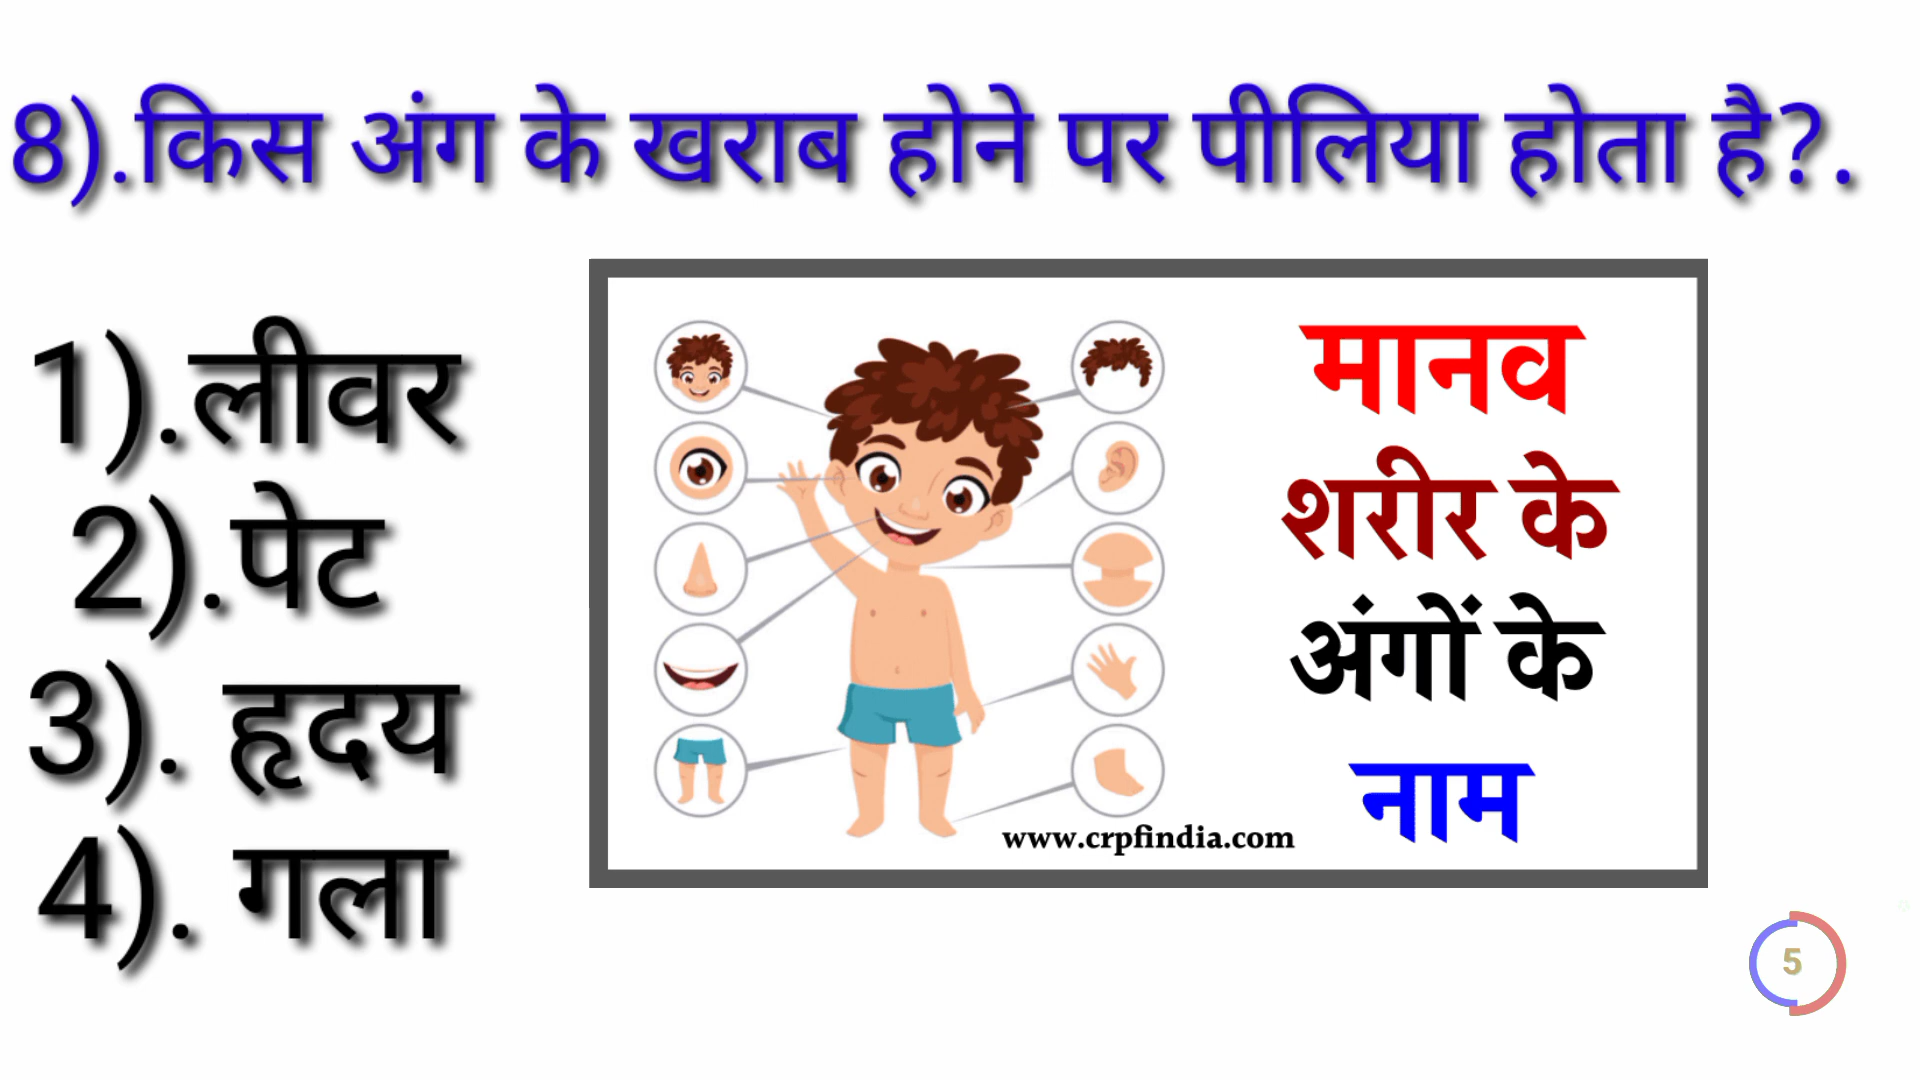 8).किस अंग के खराब होने पर पीलिया होता है?.
1).लीवर
2).पेट
3). हृदय
4). गला
मानव
शरीर के
अंगों के
नाम
www.crpfindia.com
5